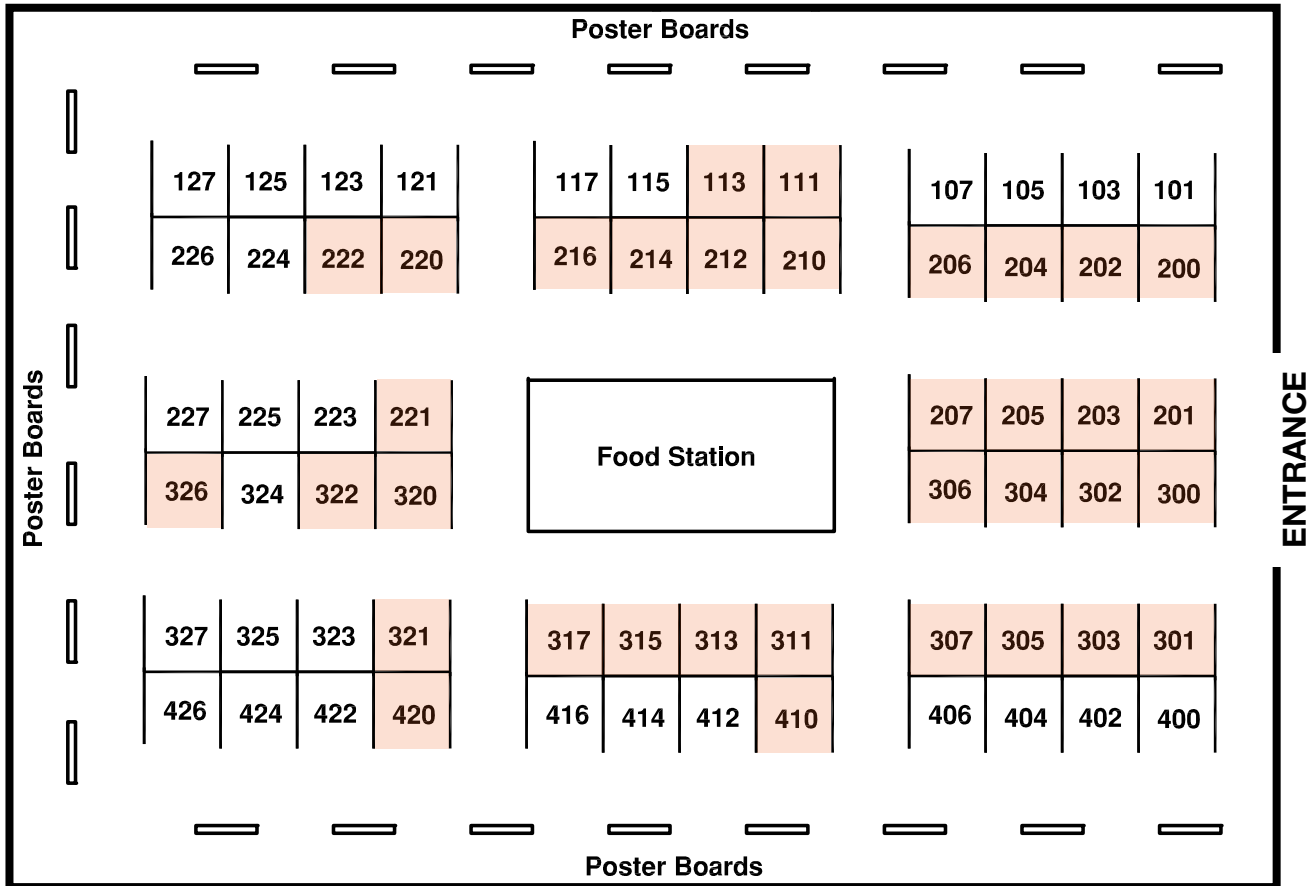 Poster Boards
127 125 123 121 117 115 113 111 107 105 103 101
226 224 222 220 216 214 212 210 206 204 202 200
Poster Boards
227 225 223 221 207 205 203 201
Food Station
326 324 322 320 306 304 302 300
ENTRANCE
327 325 323 321 317 315 313 311 307 305 303 301
426 424 422 420 416 414 412 410 406 404 402 400
Poster Boards